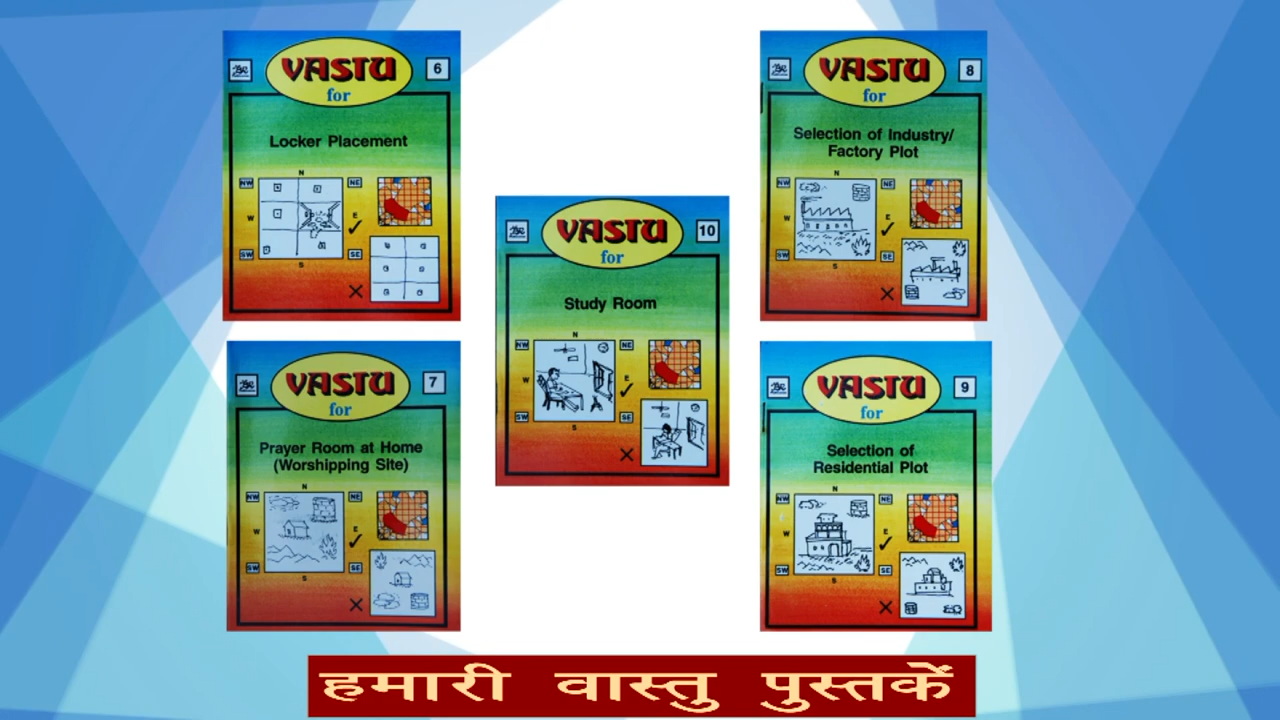 VASTU
6
for
Locker Placement
N
NW
NE
W
E
SW
SE
S
VASTU
7
for
Prayer Room at Home
(Worshipping Site)
N
NW
NE
W
E
SW
SE
S
VASTU
10
for
Study Room
N
NW
NE
W
E
SW
SE
S
VASTU
8
for
Selection of Industry/
Factory Plot
N
NW
NE
W
E
SW
SE
S
VASTU
9
for
Selection of
Residential Plot
N
NW
NE
W
E
SW
SE
S
हमारी वास्तु पुस्तकें